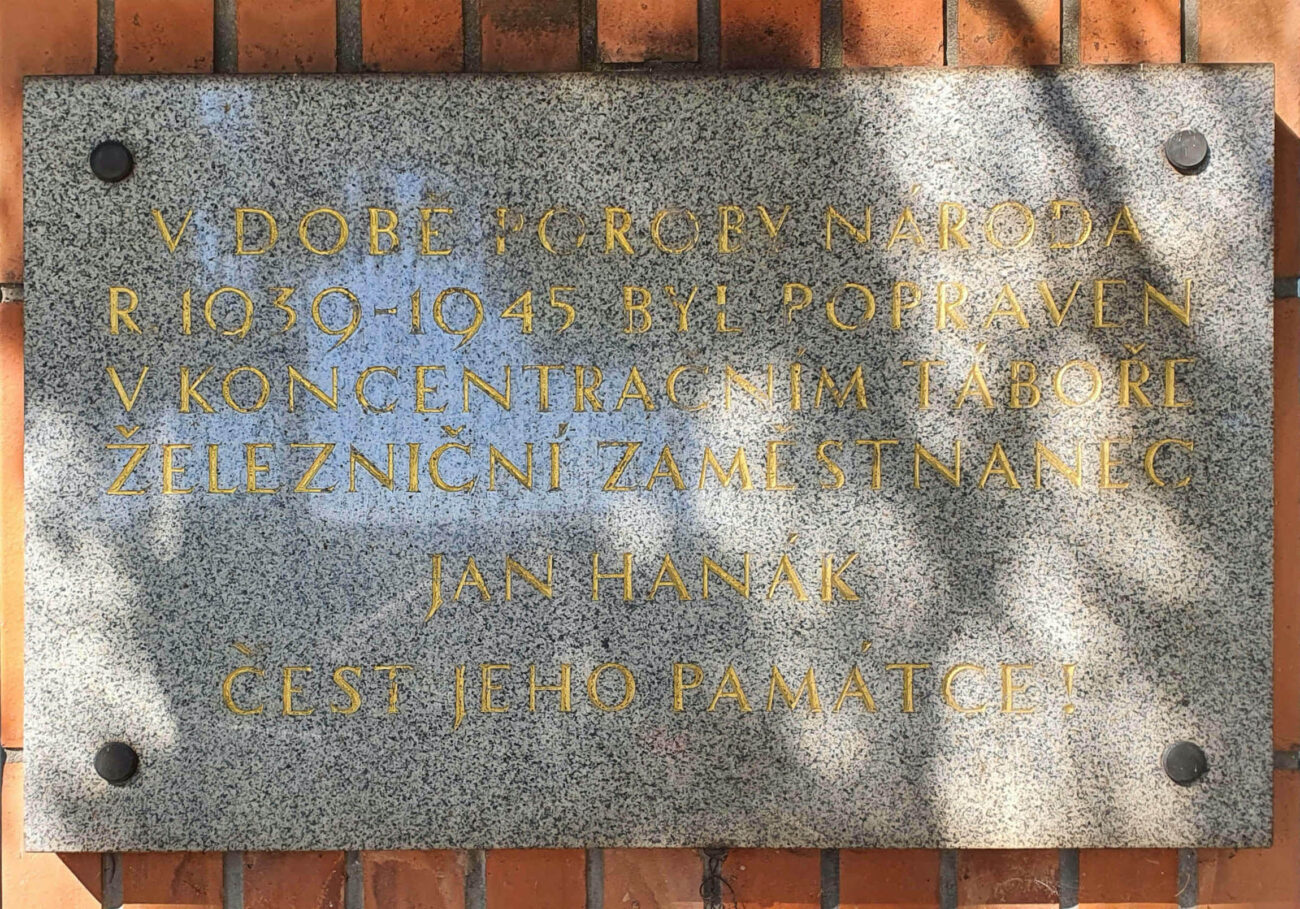 V DOBĚ POROBY NÁRODA
R. 1939-1945 BYL POPRAVEN
V KONCENTRAČNÍM TÁBOŘE
ŽELEZNIČNÍ ZAMĚSTNANEC
JAN HANÁK
ČEST JEHO PAMÁTCE!